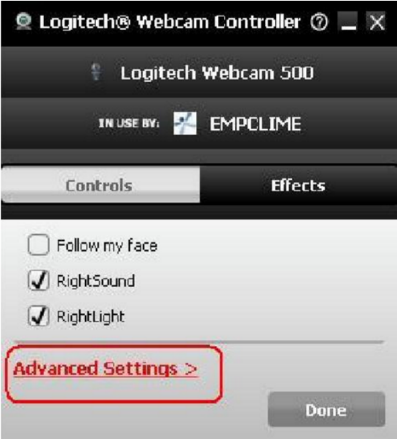 Logitech® Webcam Controller
Logitech Webcam 500
IN USE BY: EMPCLIME
Controls Effects
Follow my face
RightSound
RightLight
Advanced Settings >
Done